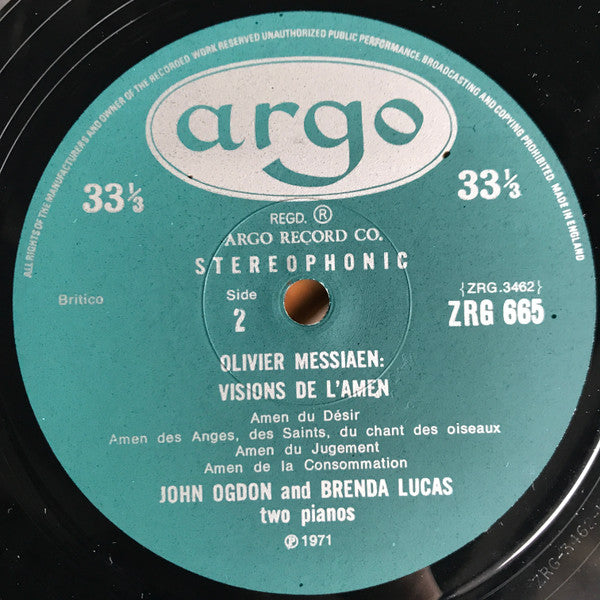 ALL RIGHTS OF THE MANUFACTURERS AND OWNER OF THE RECORDED WORK RESERVED UNAUTHORIZED PUBLIC PERFORMANCE, BROADCASTING AND COPYING PROHIBITED. MADE IN ENGLAND
argo
33⅓
33⅓
REGD. ®
ARGO RECORD CO.
STEREOPHONIC
Britico
Side
2
{ZRG.3462}
ZRG 665
OLIVIER MESSIAEN:
VISIONS DE L'AMEN
Amen du Désir
Amen des Anges, des Saints, du chant des oiseaux
Amen du Jugement
Amen de la Consommation
JOHN OGDON and BRENDA LUCAS
two pianos
℗ 1971